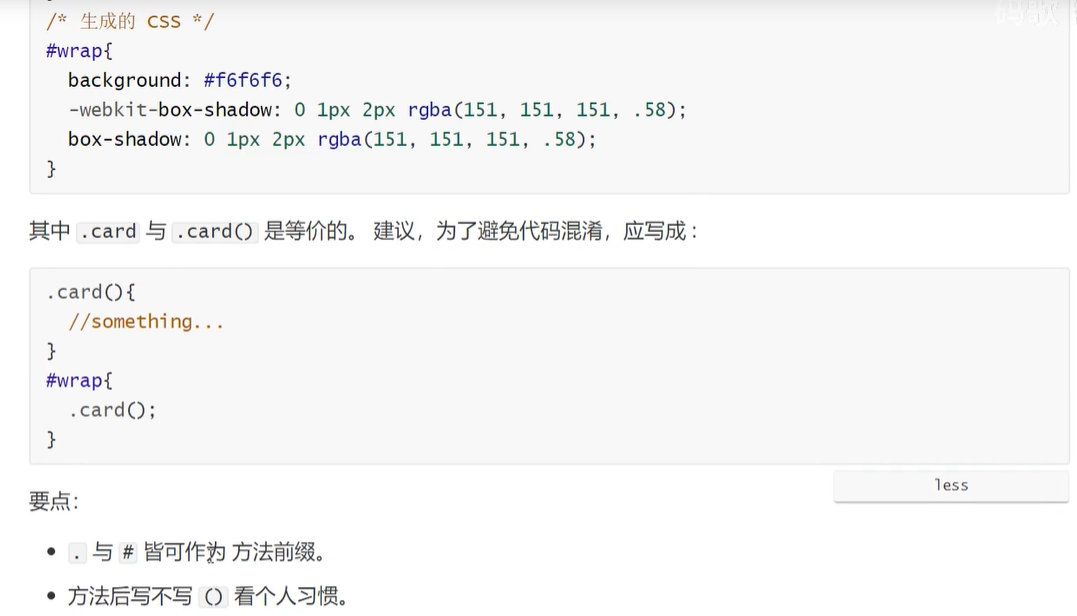 /* 生成的 css */
#wrap{
  background: #f6f6f6;
  -webkit-box-shadow: 0 1px 2px rgba(151, 151, 151, .58);
  box-shadow: 0 1px 2px rgba(151, 151, 151, .58);
}
其中 .card 与 .card() 是等价的。 建议，为了避免代码混淆，应写成：
.card(){
  //something...
}
#wrap{
  .card();
}
less
要点：
• . 与 # 皆可作为 方法前缀。
• 方法后写不写 () 看个人习惯。